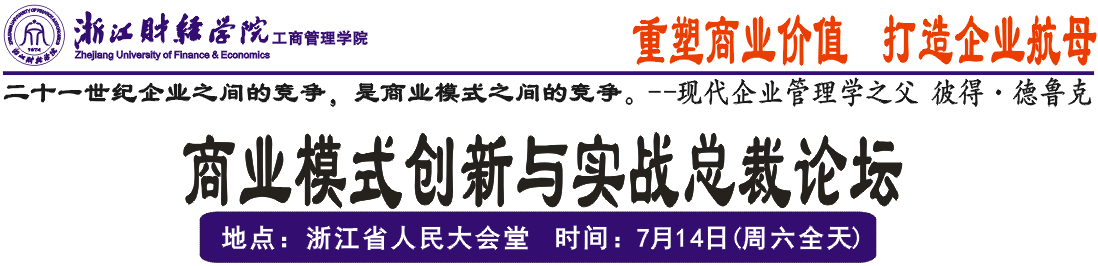 浙江财经学院 工商管理学院
Zhejiang University of Finance & Economics
重塑商业价值 打造企业航母
二十一世纪企业之间的竞争，是商业模式之间的竞争。--现代企业管理学之父 彼得·德鲁克
商业模式创新与实战总裁论坛
地点：浙江省人民大会堂 时间：7月14日(周六全天)